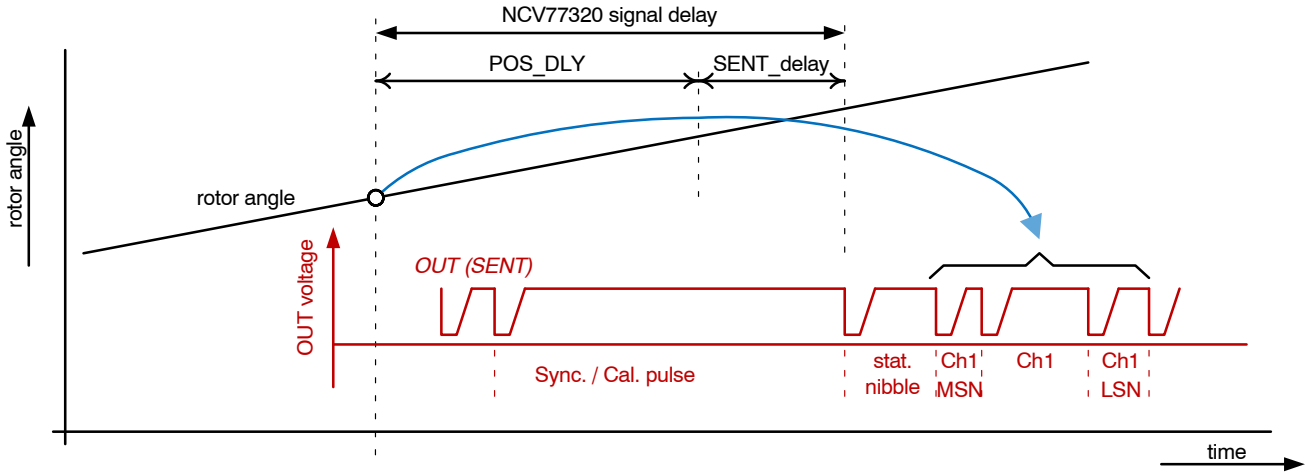 NCV77320 signal delay
POS_DLY
SENT_delay
rotor angle
rotor angle
OUT (SENT)
OUT voltage
Sync. / Cal. pulse
stat.
nibble
Ch1
MSN
Ch1
Ch1
LSN
time